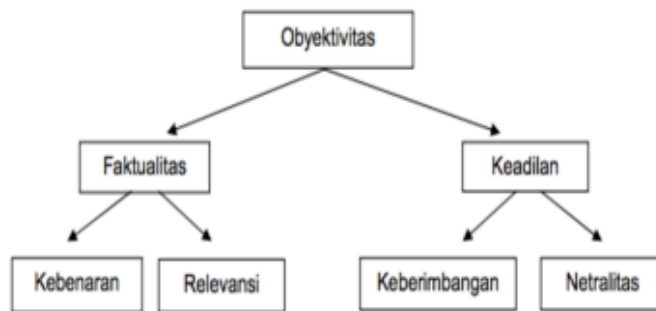 Obyektivitas
Faktualitas
Keadilan
Kebenaran
Relevansi
Keberimbangan
Netralitas